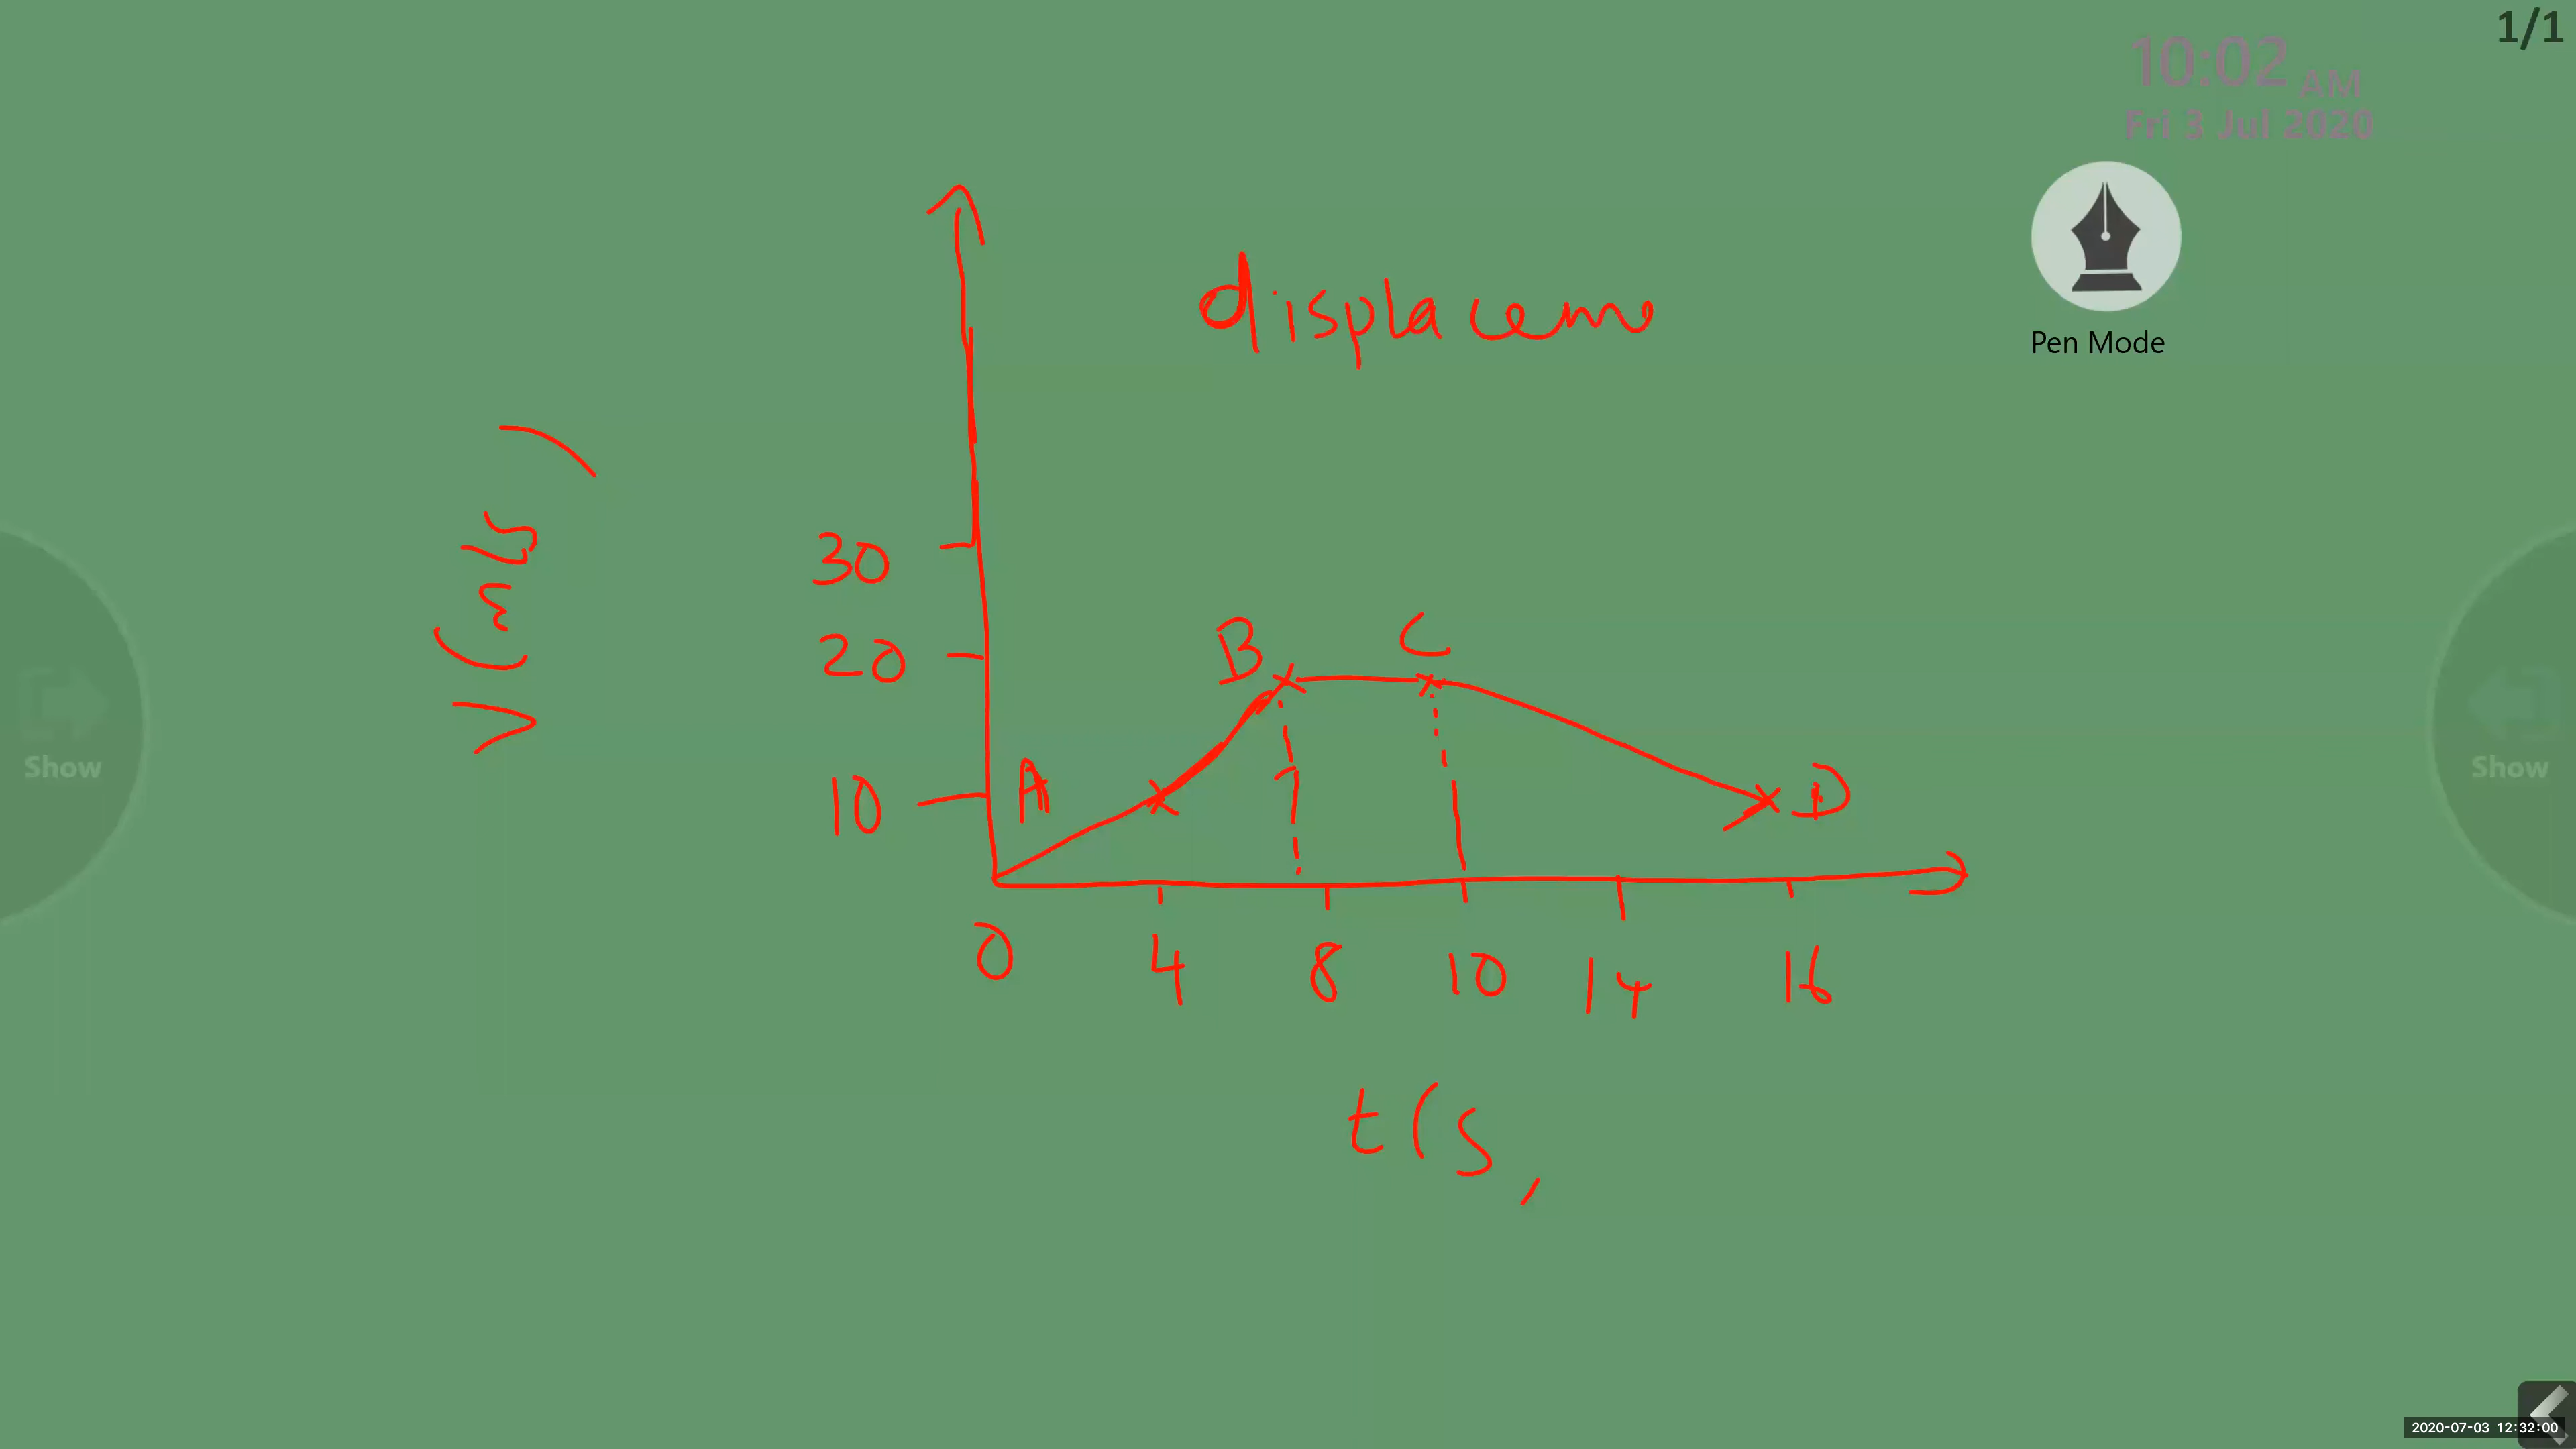 1/1
10:02 AM
Fri 3 Jul 2020
Pen Mode
displacemo
V (m/s)
30
20
10
A
B
C
D
0 4 8 10 14 16
t(s,
Show
Show
2020-07-03 12:32:00